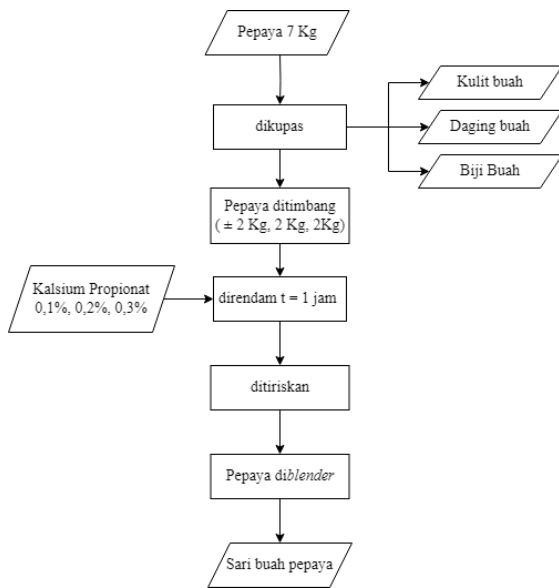 Pepaya 7 Kg
Kulit buah
dikupas
Daging buah
Biji Buah
Pepaya ditimbang
( ± 2 Kg, 2 Kg, 2Kg)
Kalsium Propionat
0,1%, 0,2%, 0,3%
direndam t = 1 jam
ditiriskan
Pepaya diblender
Sari buah pepaya